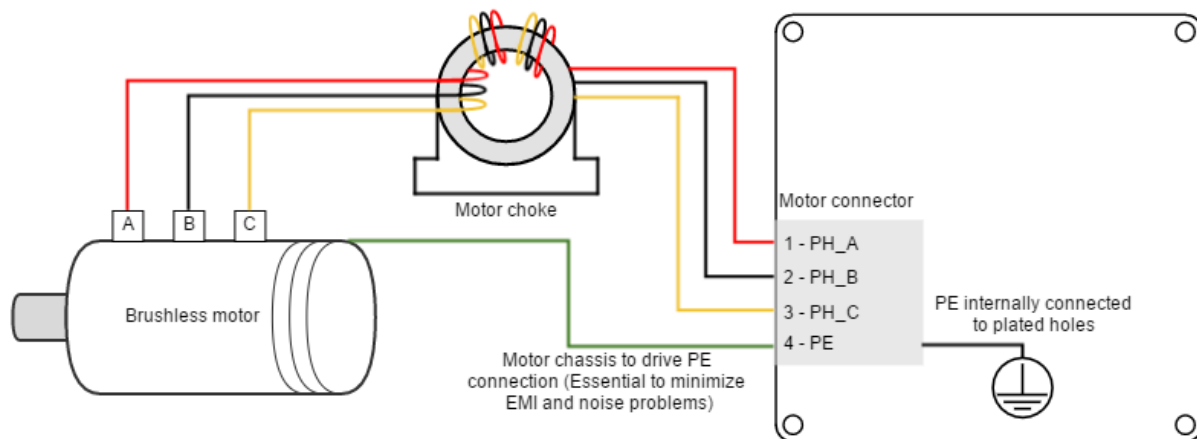 Motor choke
Motor connector
A
B
C
1 - PH_A
2 - PH_B
3 - PH_C
4 - PE
Brushless motor
PE internally connected
to plated holes
Motor chassis to drive PE
connection (Essential to minimize
EMI and noise problems)